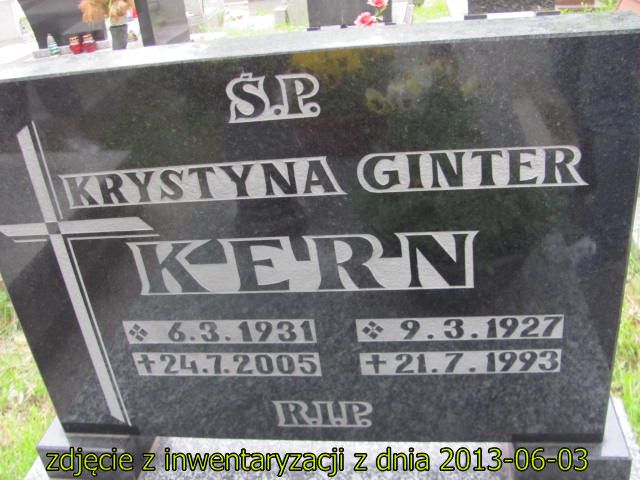 Ś.P.
KRYSTYNA GINTER
KERN
❖ 6.3.1931 ❖ 9.3.1927
✝24.7.2005 ✝21.7.1993
R.I.P.
zdjęcie z inwentaryzacji z dnia 2013-06-03